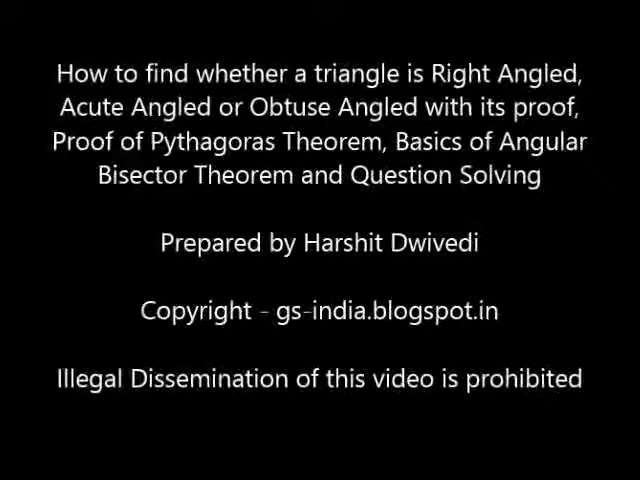 How to find whether a triangle is Right Angled,
Acute Angled or Obtuse Angled with its proof,
Proof of Pythagoras Theorem, Basics of Angular
Bisector Theorem and Question Solving
Prepared by Harshit Dwivedi
Copyright - gs-india.blogspot.in
Illegal Dissemination of this video is prohibited